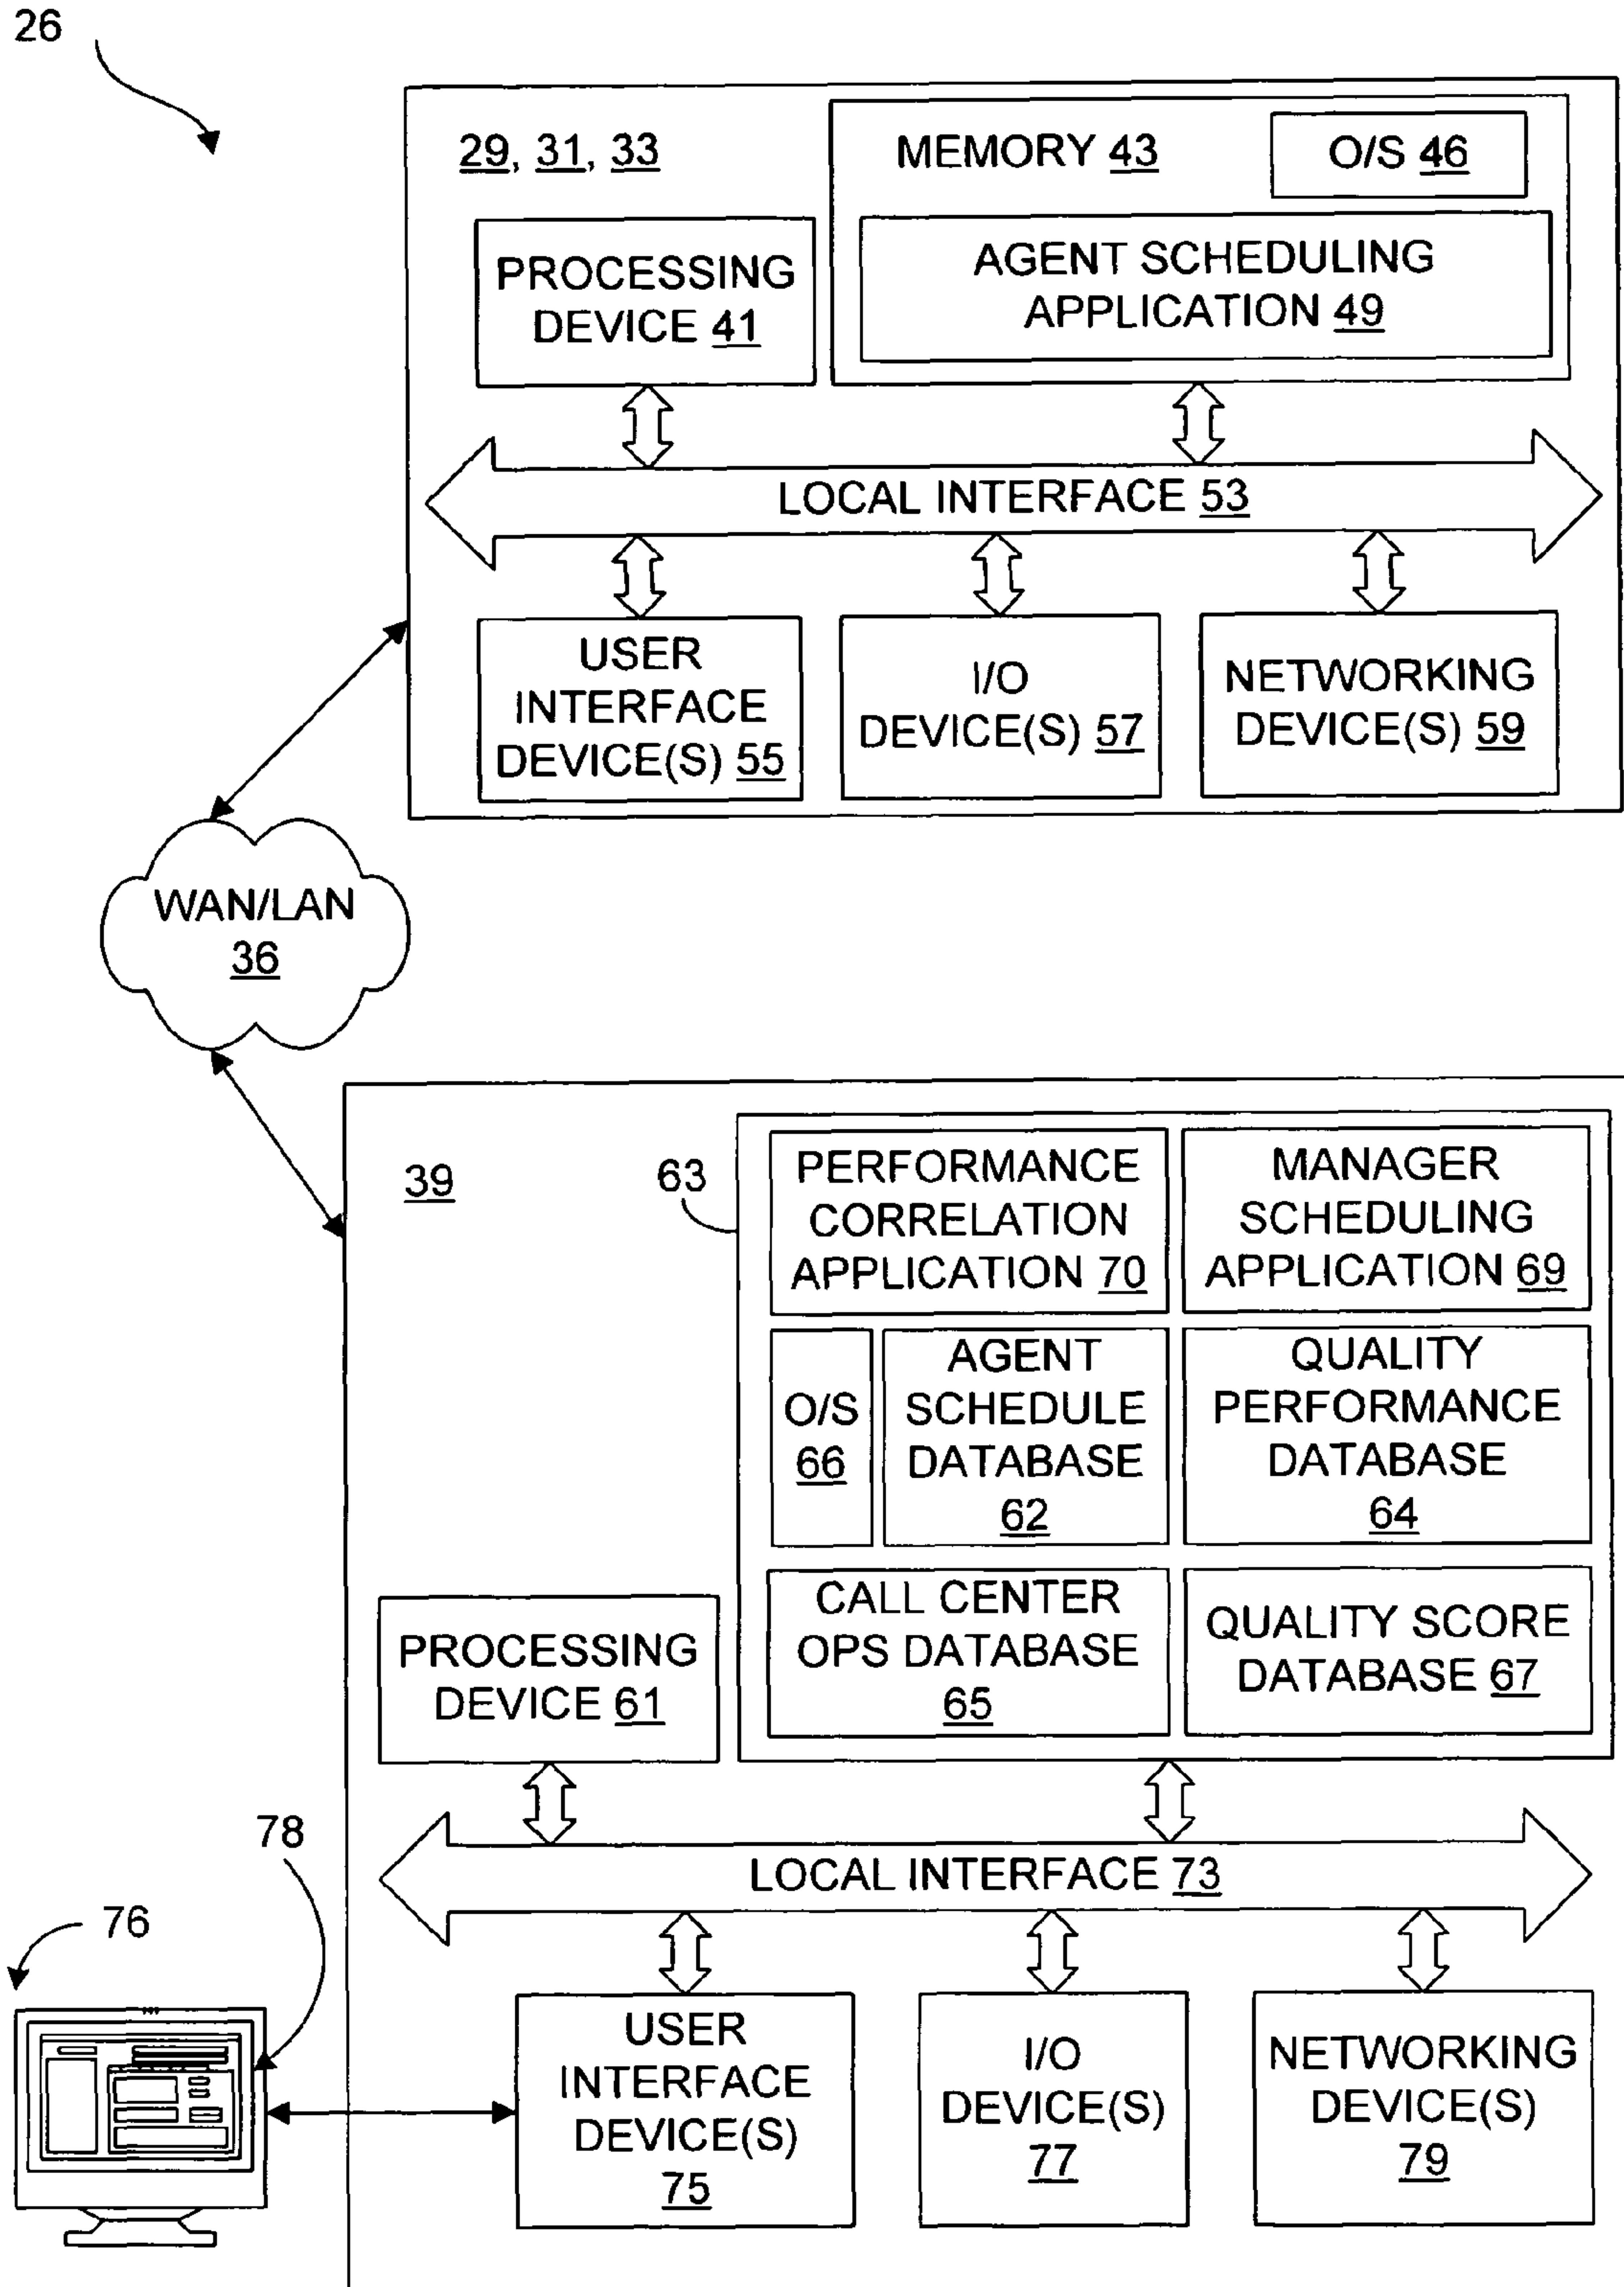 26
29, 31, 33
MEMORY 43
O/S 46
PROCESSING
DEVICE 41
AGENT SCHEDULING
APPLICATION 49
LOCAL INTERFACE 53
USER
INTERFACE
DEVICE(S) 55
I/O
DEVICE(S) 57
NETWORKING
DEVICE(S) 59
WAN/LAN
36
39
63
PERFORMANCE
CORRELATION
APPLICATION 70
MANAGER
SCHEDULING
APPLICATION 69
O/S
66
AGENT
SCHEDULE
DATABASE
62
QUALITY
PERFORMANCE
DATABASE
64
PROCESSING
DEVICE 61
CALL CENTER
OPS DATABASE
65
QUALITY SCORE
DATABASE 67
LOCAL INTERFACE 73
78
76
USER
INTERFACE
DEVICE(S)
75
I/O
DEVICE(S)
77
NETWORKING
DEVICE(S)
79